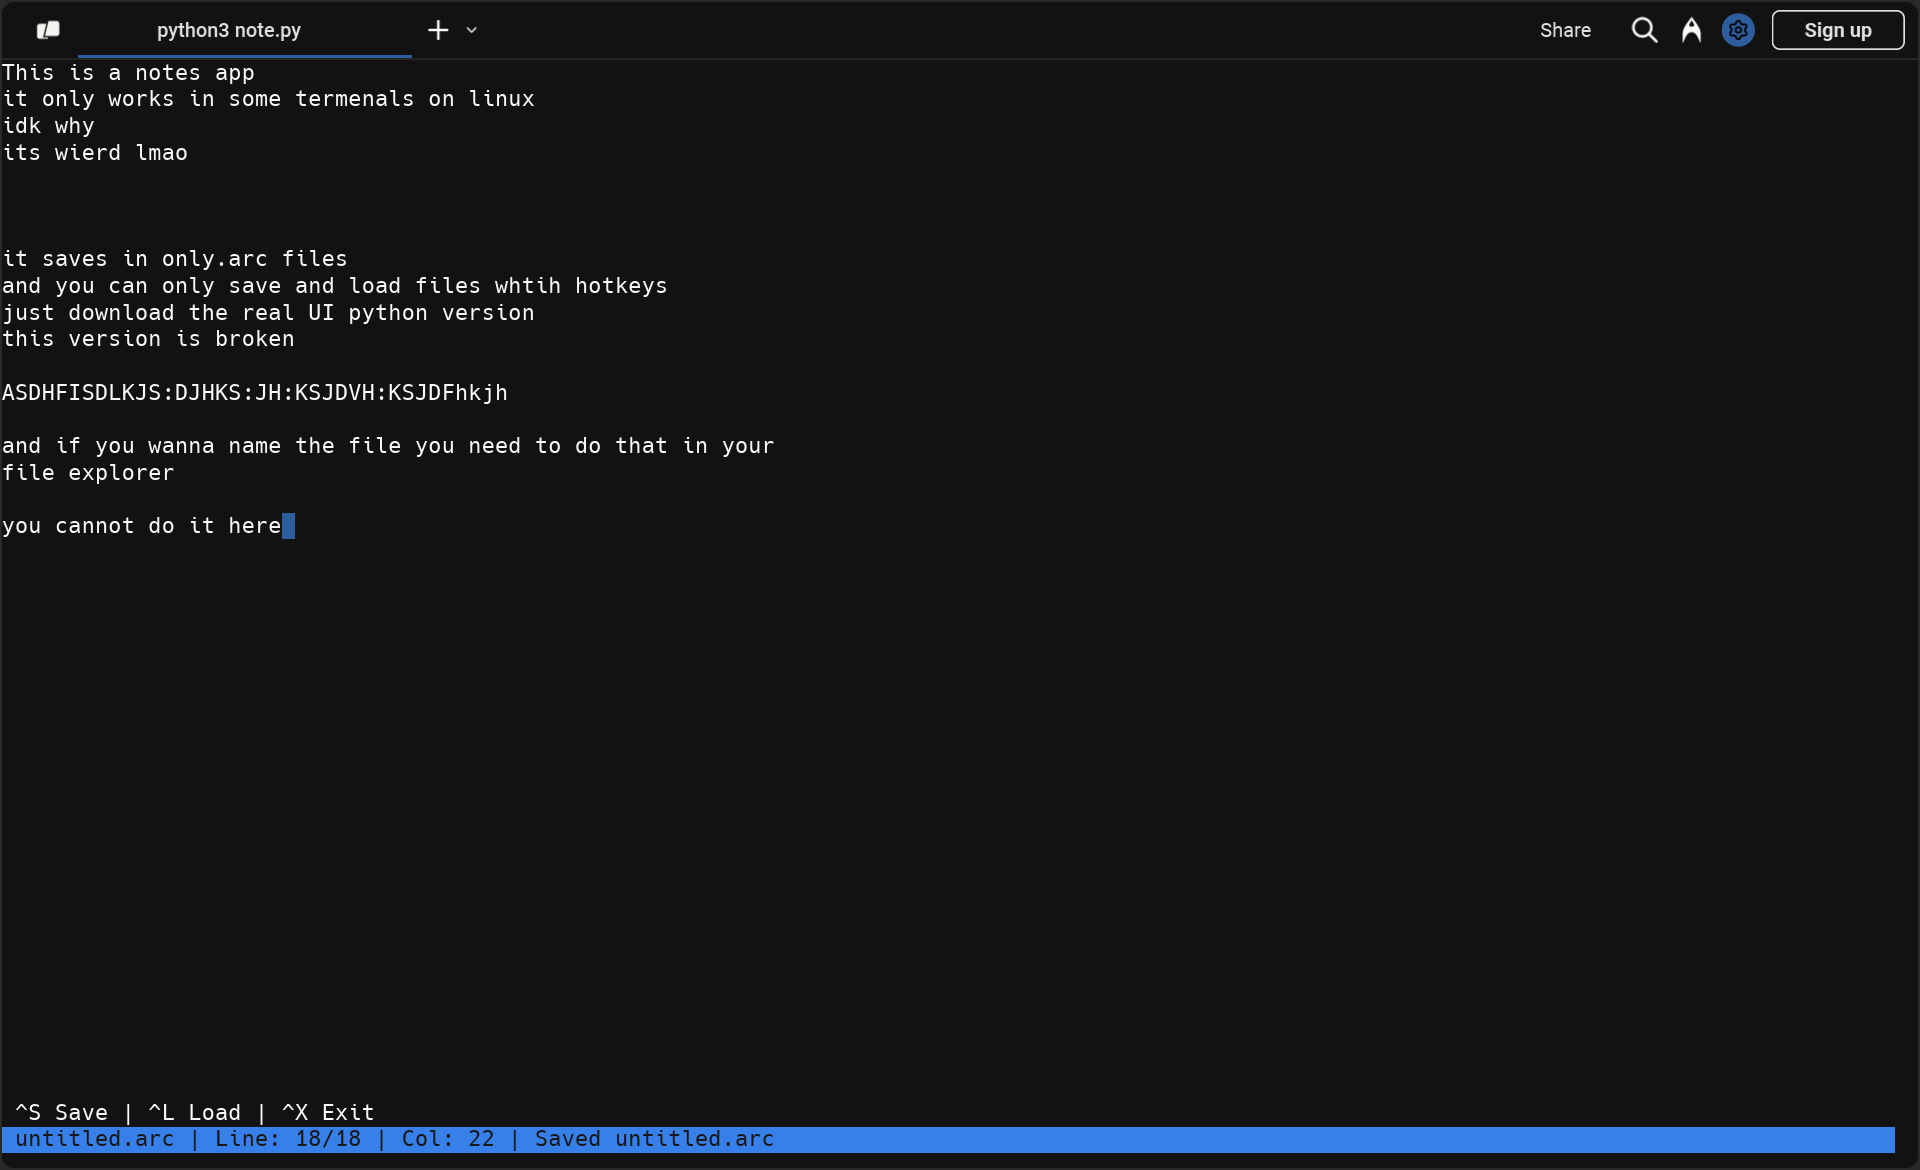 python3 note.py
Share
Sign up
This is a notes app
it only works in some termenals on linux
idk why
its wierd lmao
it saves in only.arc files
and you can only save and load files whtih hotkeys
just download the real UI python version
this version is broken
ASDHFISDLKJS:DJHKS:JH:KSJDVH:KSJDFhkjh
and if you wanna name the file you need to do that in your
file explorer
you cannot do it here
^S Save | ^L Load | ^X Exit
untitled.arc | Line: 18/18 | Col: 22 | Saved untitled.arc